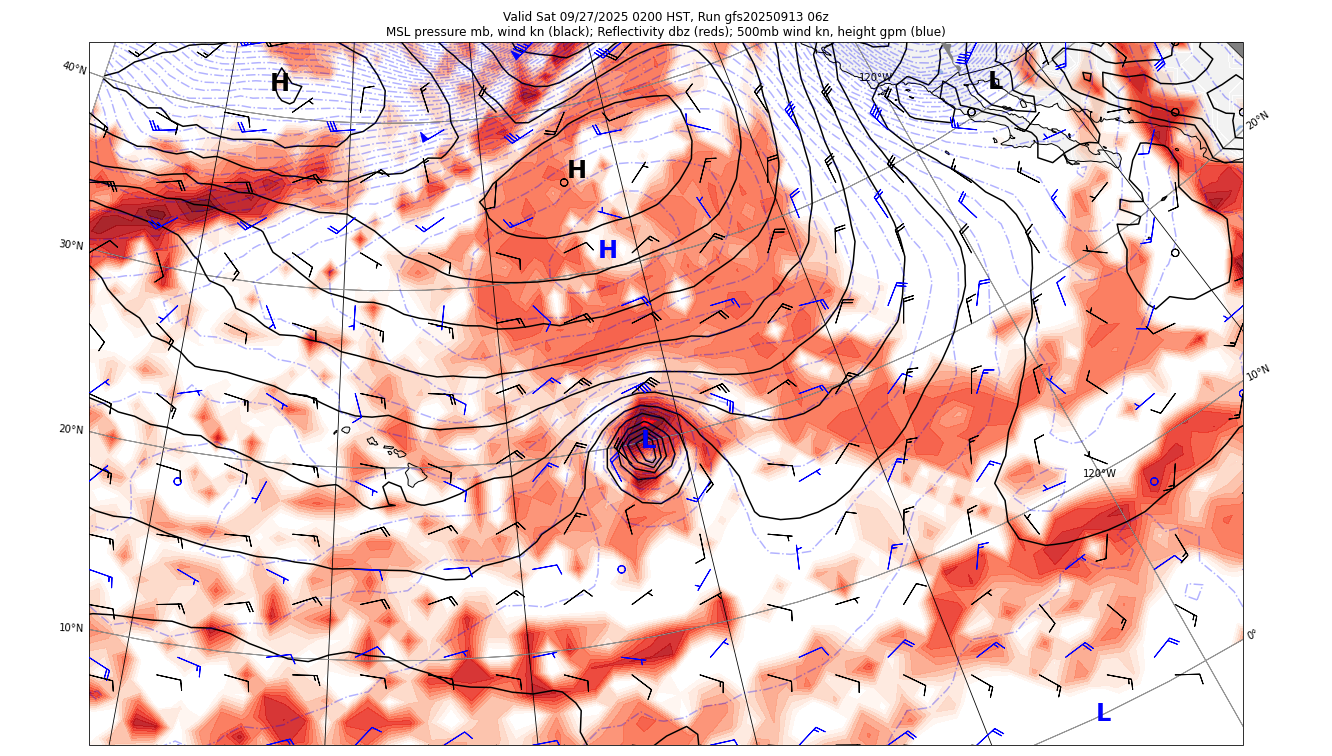 Valid Sat 09/27/2025 0200 HST, Run gfs20250913 06z
MSL pressure mb, wind kn (black); Reflectivity dbz (reds); 500mb wind kn, height gpm (blue)
40°N
H
120°W
L
20°N
H
30°N
H
10°N
20°N
L
120°W
10°N
0°
L